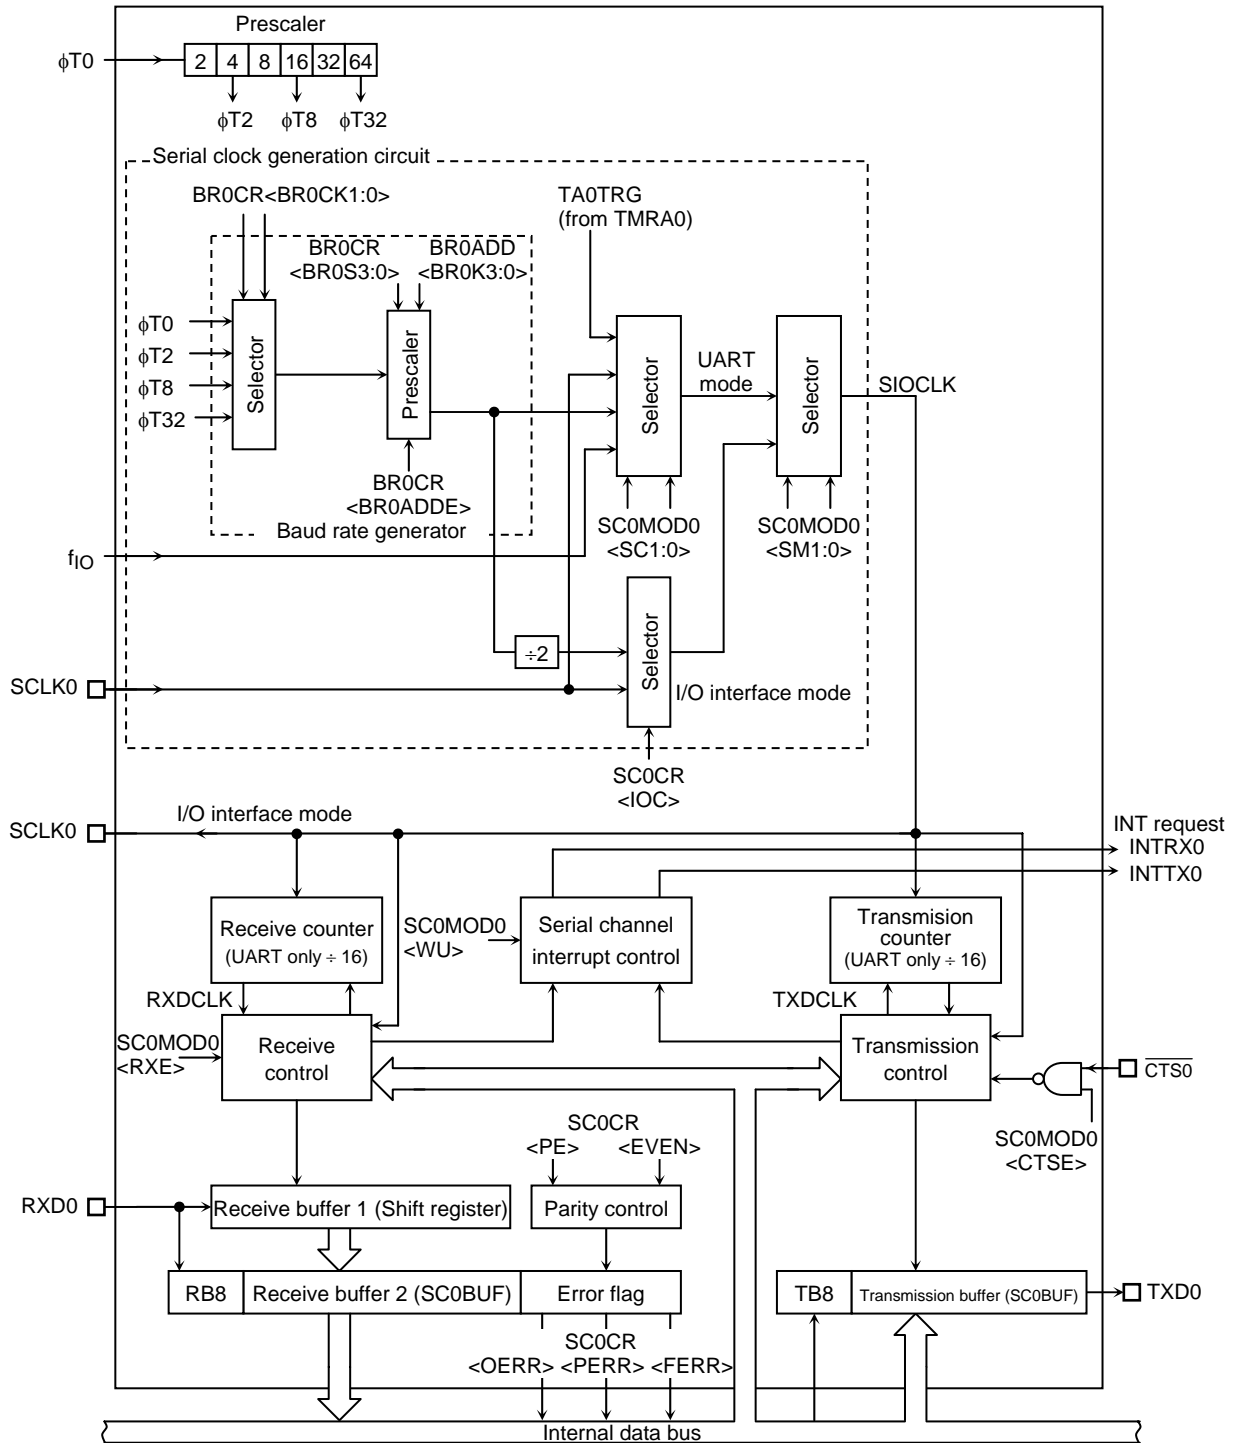 Prescaler
φT0
2 4 8 16 32 64
φT2 φT8 φT32
Serial clock generation circuit
BR0CR<BR0CK1:0>
TA0TRG
(from TMRA0)
BR0CR
<BR0S3:0>
BR0ADD
<BR0K3:0>
φT0
φT2
φT8
φT32
Selector
Prescaler
BR0CR
<BR0ADDE>
Baud rate generator
Selector
UART
mode
Selector
SIOCLK
SC0MOD0
<SC1:0>
SC0MOD0
<SM1:0>
fIO
÷2
Selector
SCLK0
I/O interface mode
SC0CR
<IOC>
I/O interface mode
SCLK0
INT request
INTRX0
INTTX0
Receive counter
(UART only ÷ 16)
SC0MOD0
<WU>
Serial channel
interrupt control
Transmision
counter
(UART only ÷ 16)
RXDCLK
TXDCLK
SC0MOD0
<RXE>
Receive
control
Transmission
control
CTS0
SC0MOD0
<CTSE>
SC0CR
<PE> <EVEN>
RXD0
Receive buffer 1 (Shift register)
Parity control
RB8
Receive buffer 2 (SC0BUF)
Error flag
TB8
Transmission buffer (SC0BUF)
TXD0
SC0CR
<OERR> <PERR> <FERR>
Internal data bus